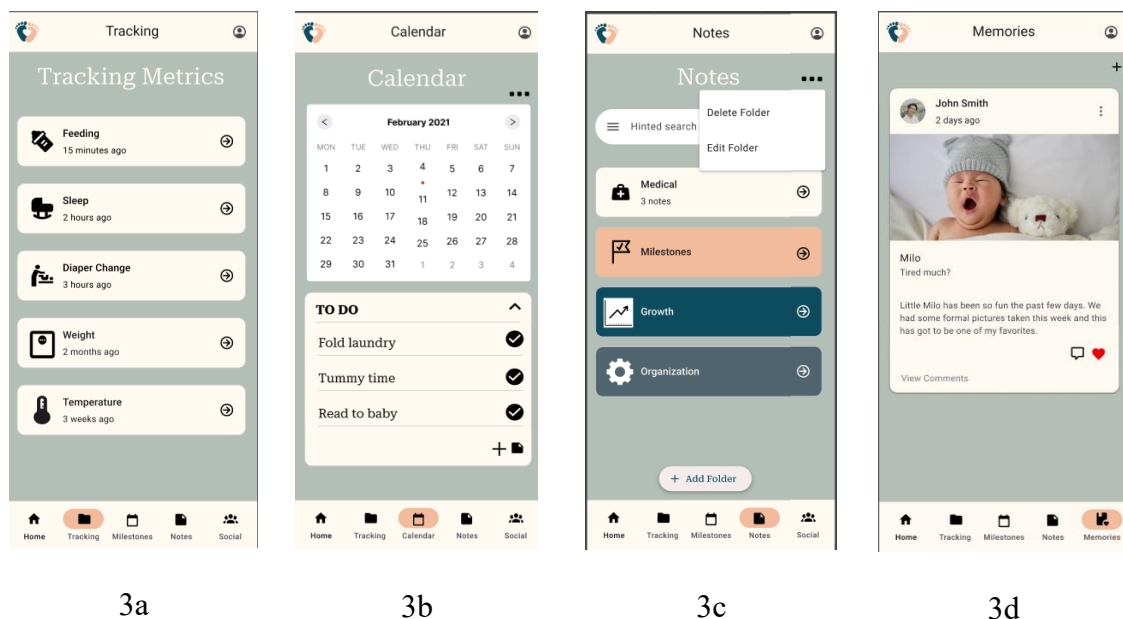 Tracking
Tracking Metrics
Feeding
15 minutes ago
Sleep
2 hours ago
Diaper Change
3 hours ago
Weight
2 months ago
Temperature
3 weeks ago
Home Tracking Milestones Notes Social
3a
Calendar
Calendar
February 2021
MON TUE WED THU FRI SAT SUN
1 2 3 4 5 6 7
8 9 10 11 12 13 14
15 16 17 18 19 20 21
22 23 24 25 26 27 28
29 30 31 1 2 3 4
TO DO
Fold laundry
Tummy time
Read to baby
Home Tracking Calendar Notes Social
3b
Notes
Notes
Delete Folder
Edit Folder
Hinted search
Medical
3 notes
Milestones
Growth
Organization
+ Add Folder
Home Tracking Milestones Notes Social
3c
Memories
+
John Smith
2 days ago
Milo
Tired much?
Little Milo has been so fun the past few days. We
had some formal pictures taken this week and this
has got to be one of my favorites.
View Comments
Home Tracking Milestones Notes Memories
3d